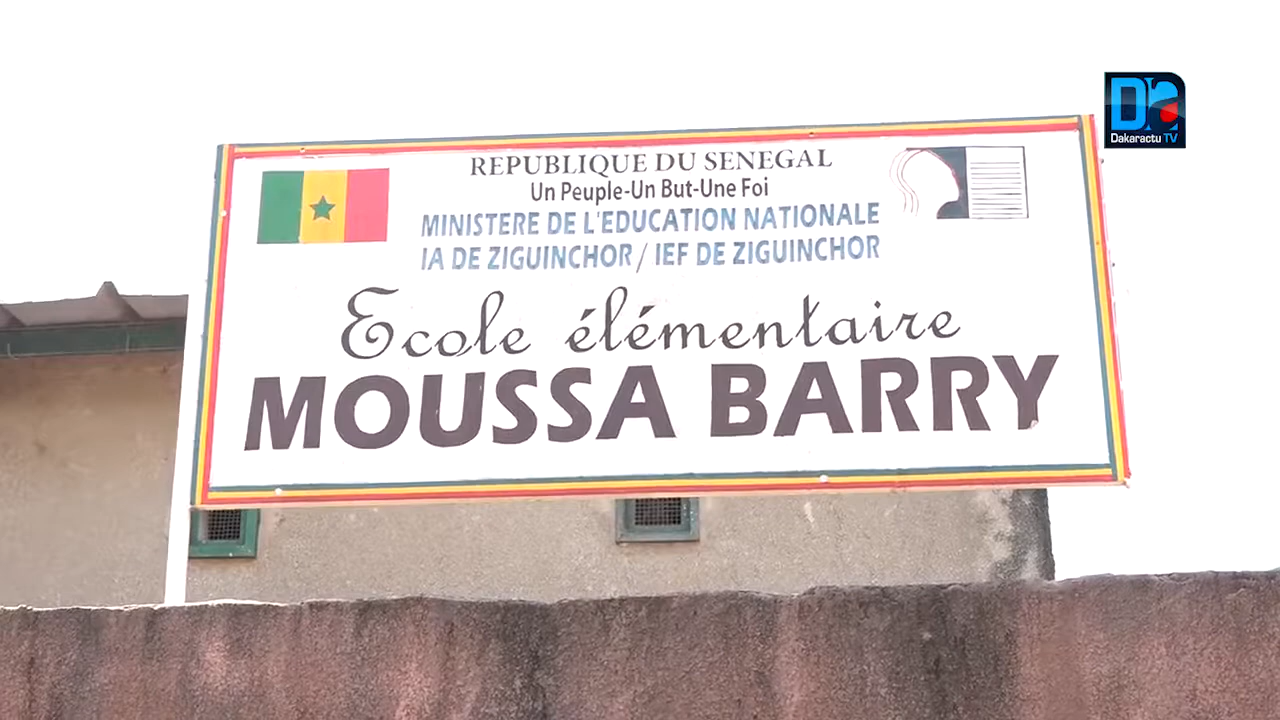 REPUBLIQUE DU SENEGAL
Un Peuple-Un But-Une Foi
MINISTERE DE L'EDUCATION NATIONALE
IA DE ZIGUINCHOR / IEF DE ZIGUINCHOR
Ecole élémentaire
MOUSSA BARRY
Dakaractu TV